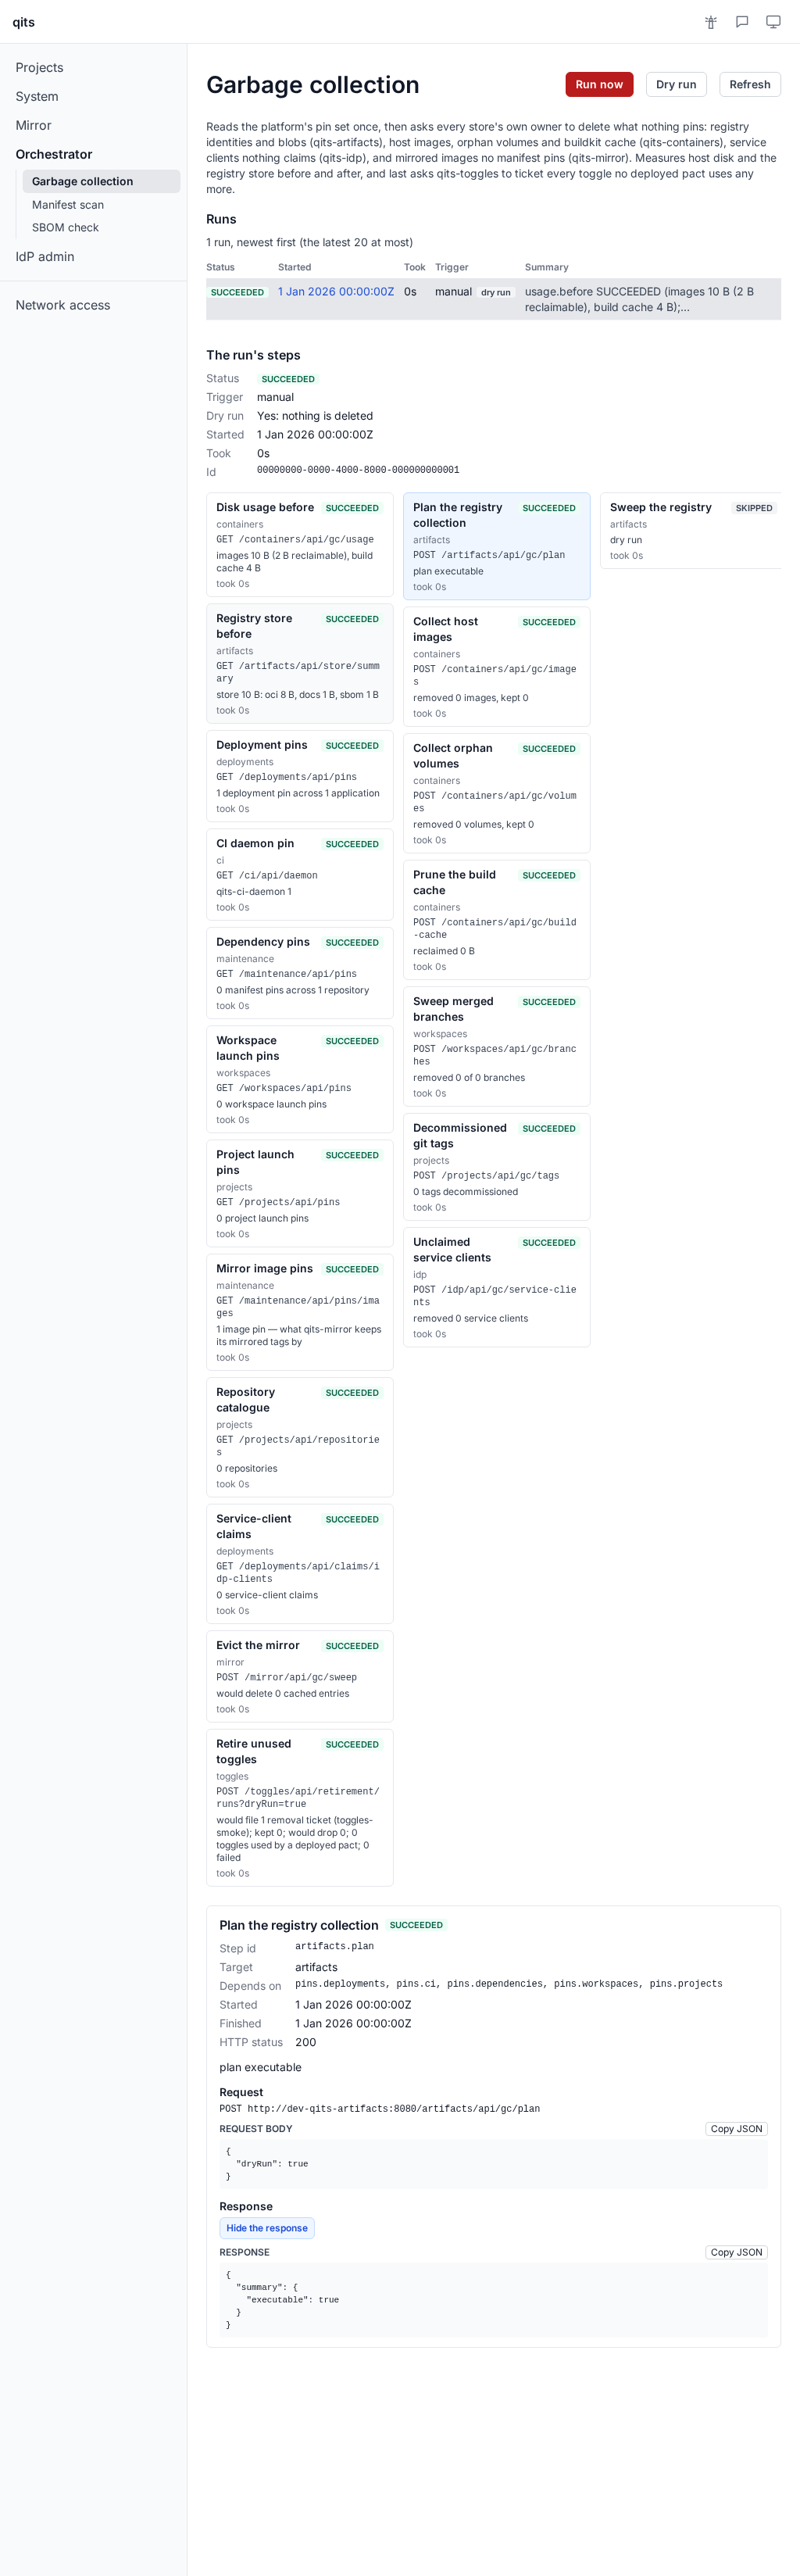 qits
Projects
System
Mirror
Orchestrator
Garbage collection
Manifest scan
SBOM check
IdP admin
Network access
Garbage collection
Run now
Dry run
Refresh
Reads the platform's pin set once, then asks every store's own owner to delete what nothing pins: registry
identities and blobs (qits-artifacts), host images, orphan volumes and buildkit cache (qits-containers), service
clients nothing claims (qits-idp), and mirrored images no manifest pins (qits-mirror). Measures host disk and the
registry store before and after, and last asks qits-toggles to ticket every toggle no deployed pact uses any
more.
Runs
1 run, newest first (the latest 20 at most)
Status Started Took Trigger Summary
SUCCEEDED 1 Jan 2026 00:00:00Z 0s manual dry run usage.before SUCCEEDED (images 10 B (2 B
reclaimable), build cache 4 B);...
The run's steps
Status SUCCEEDED
Trigger manual
Dry run Yes: nothing is deleted
Started 1 Jan 2026 00:00:00Z
Took 0s
Id 00000000-0000-4000-8000-000000000001
Disk usage before SUCCEEDED
containers
GET /containers/api/gc/usage
images 10 B (2 B reclaimable), build
cache 4 B
took 0s
Registry store
before
SUCCEEDED
artifacts
GET /artifacts/api/store/summ
ary
store 10 B: oci 8 B, docs 1 B, sbom 1 B
took 0s
Deployment pins SUCCEEDED
deployments
GET /deployments/api/pins
1 deployment pin across 1 application
took 0s
CI daemon pin SUCCEEDED
ci
GET /ci/api/daemon
qits-ci-daemon 1
took 0s
Dependency pins SUCCEEDED
maintenance
GET /maintenance/api/pins
0 manifest pins across 1 repository
took 0s
Workspace
launch pins
SUCCEEDED
workspaces
GET /workspaces/api/pins
0 workspace launch pins
took 0s
Project launch
pins
SUCCEEDED
projects
GET /projects/api/pins
0 project launch pins
took 0s
Mirror image pins SUCCEEDED
maintenance
GET /maintenance/api/pins/ima
ges
1 image pin — what qits-mirror keeps
its mirrored tags by
took 0s
Repository
catalogue
SUCCEEDED
projects
GET /projects/api/repositorie
s
0 repositories
took 0s
Service-client
claims
SUCCEEDED
deployments
GET /deployments/api/claims/i
dp-clients
0 service-client claims
took 0s
Evict the mirror SUCCEEDED
mirror
POST /mirror/api/gc/sweep
would delete 0 cached entries
took 0s
Retire unused
toggles
SUCCEEDED
toggles
POST /toggles/api/retirement/
runs?dryRun=true
would file 1 removal ticket (toggles-
smoke); kept 0; would drop 0; 0
toggles used by a deployed pact; 0
failed
took 0s
Plan the registry
collection
SUCCEEDED
artifacts
POST /artifacts/api/gc/plan
plan executable
took 0s
Collect host
images
SUCCEEDED
containers
POST /containers/api/gc/image
s
removed 0 images, kept 0
took 0s
Collect orphan
volumes
SUCCEEDED
containers
POST /containers/api/gc/volum
es
removed 0 volumes, kept 0
took 0s
Prune the build
cache
SUCCEEDED
containers
POST /containers/api/gc/build
-cache
reclaimed 0 B
took 0s
Sweep merged
branches
SUCCEEDED
workspaces
POST /workspaces/api/gc/branc
hes
removed 0 of 0 branches
took 0s
Decommissioned
git tags
SUCCEEDED
projects
POST /projects/api/gc/tags
0 tags decommissioned
took 0s
Unclaimed
service clients
SUCCEEDED
idp
POST /idp/api/gc/service-clie
nts
removed 0 service clients
took 0s
Sweep the registry SKIPPED
artifacts
dry run
took 0s
Plan the registry collection SUCCEEDED
Step id artifacts.plan
Target artifacts
Depends on pins.deployments, pins.ci, pins.dependencies, pins.workspaces, pins.projects
Started 1 Jan 2026 00:00:00Z
Finished 1 Jan 2026 00:00:00Z
HTTP status 200
plan executable
Request
POST http://dev-qits-artifacts:8080/artifacts/api/gc/plan
REQUEST BODY Copy JSON
{
"dryRun": true
}
Response
Hide the response
RESPONSE Copy JSON
{
"summary": {
"executable": true
}
}